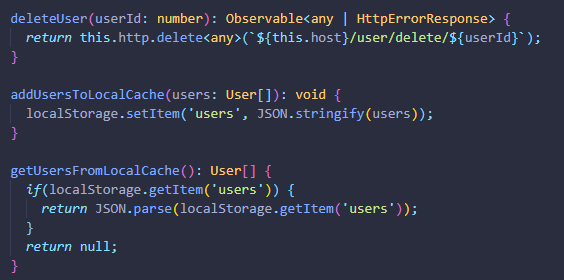 deleteUser(userId: number): Observable<any | HttpErrorResponse> {
  return this.http.delete<any>(`${this.host}/user/delete/${userId}`);
}

addUsersToLocalCache(users: User[]): void {
  localStorage.setItem('users', JSON.stringify(users));
}

getUsersFromLocalCache(): User[] {
  if(localStorage.getItem('users')) {
    return JSON.parse(localStorage.getItem('users'));
  }
  return null;
}